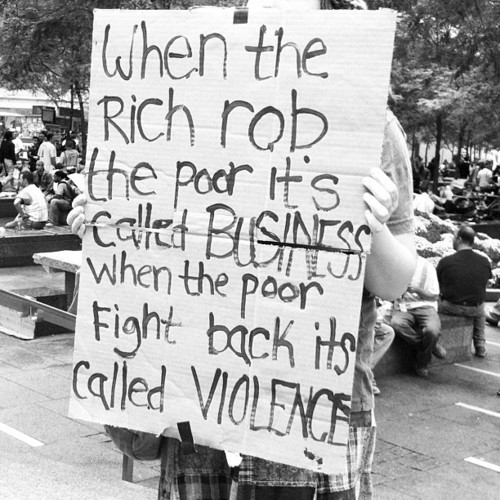 When the
Rich rob
the poor it's
called BUSINESS
when the poor
Fight back its
called VIOLENCE